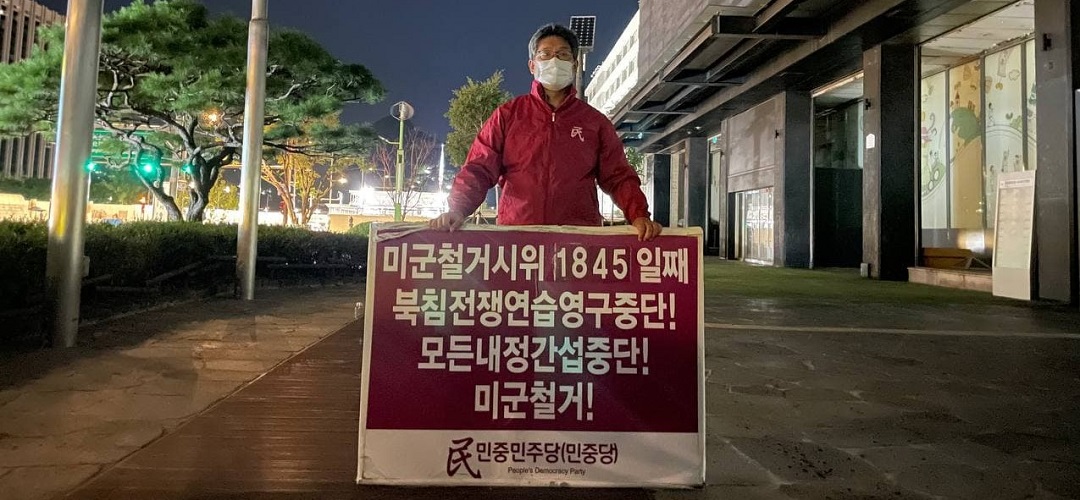 民
미군철거시위 1845 일째
북침전쟁연습영구중단!
모든내정간섭중단!
미군철거!
民 민중민주당(민중당)
People's Democracy Party